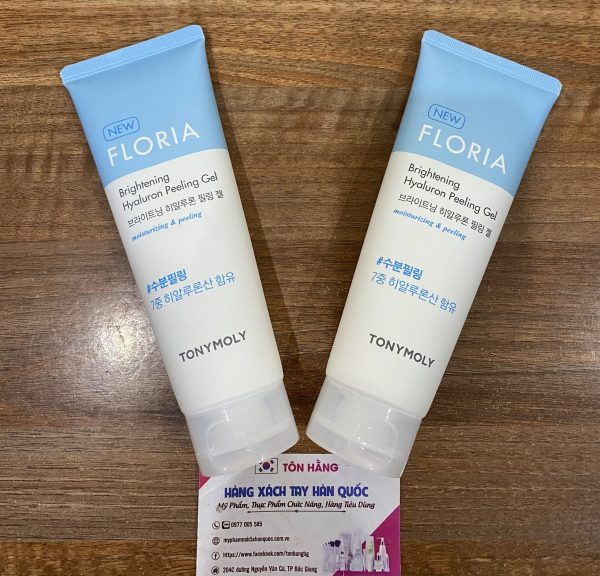 NEW
FLORIA
Brightening
Hyaluron Peeling Gel
브라이트닝 히알루론 필링 젤
moisturizing & peeling
#수분필링
7중 히알루론산 함유
TONYMOLY
NEW
FLORIA
Brightening
Hyaluron Peeling Gel
브라이트닝 히알루론 필링 젤
moisturizing & peeling
#수분필링
7중 히알루론산 함유
TONYMOLY
TÔN HẰNG
HÀNG XÁCH TAY HÀN QUỐC
Mỹ Phẩm, Thực Phẩm Chức Năng, Hàng Tiêu Dùng
0977 005 505
myphamnoidiahanquoc.com.vn
https://www.facebook.com/tonhangbg
204C đường Nguyễn Văn Cừ, TP Bắc Giang